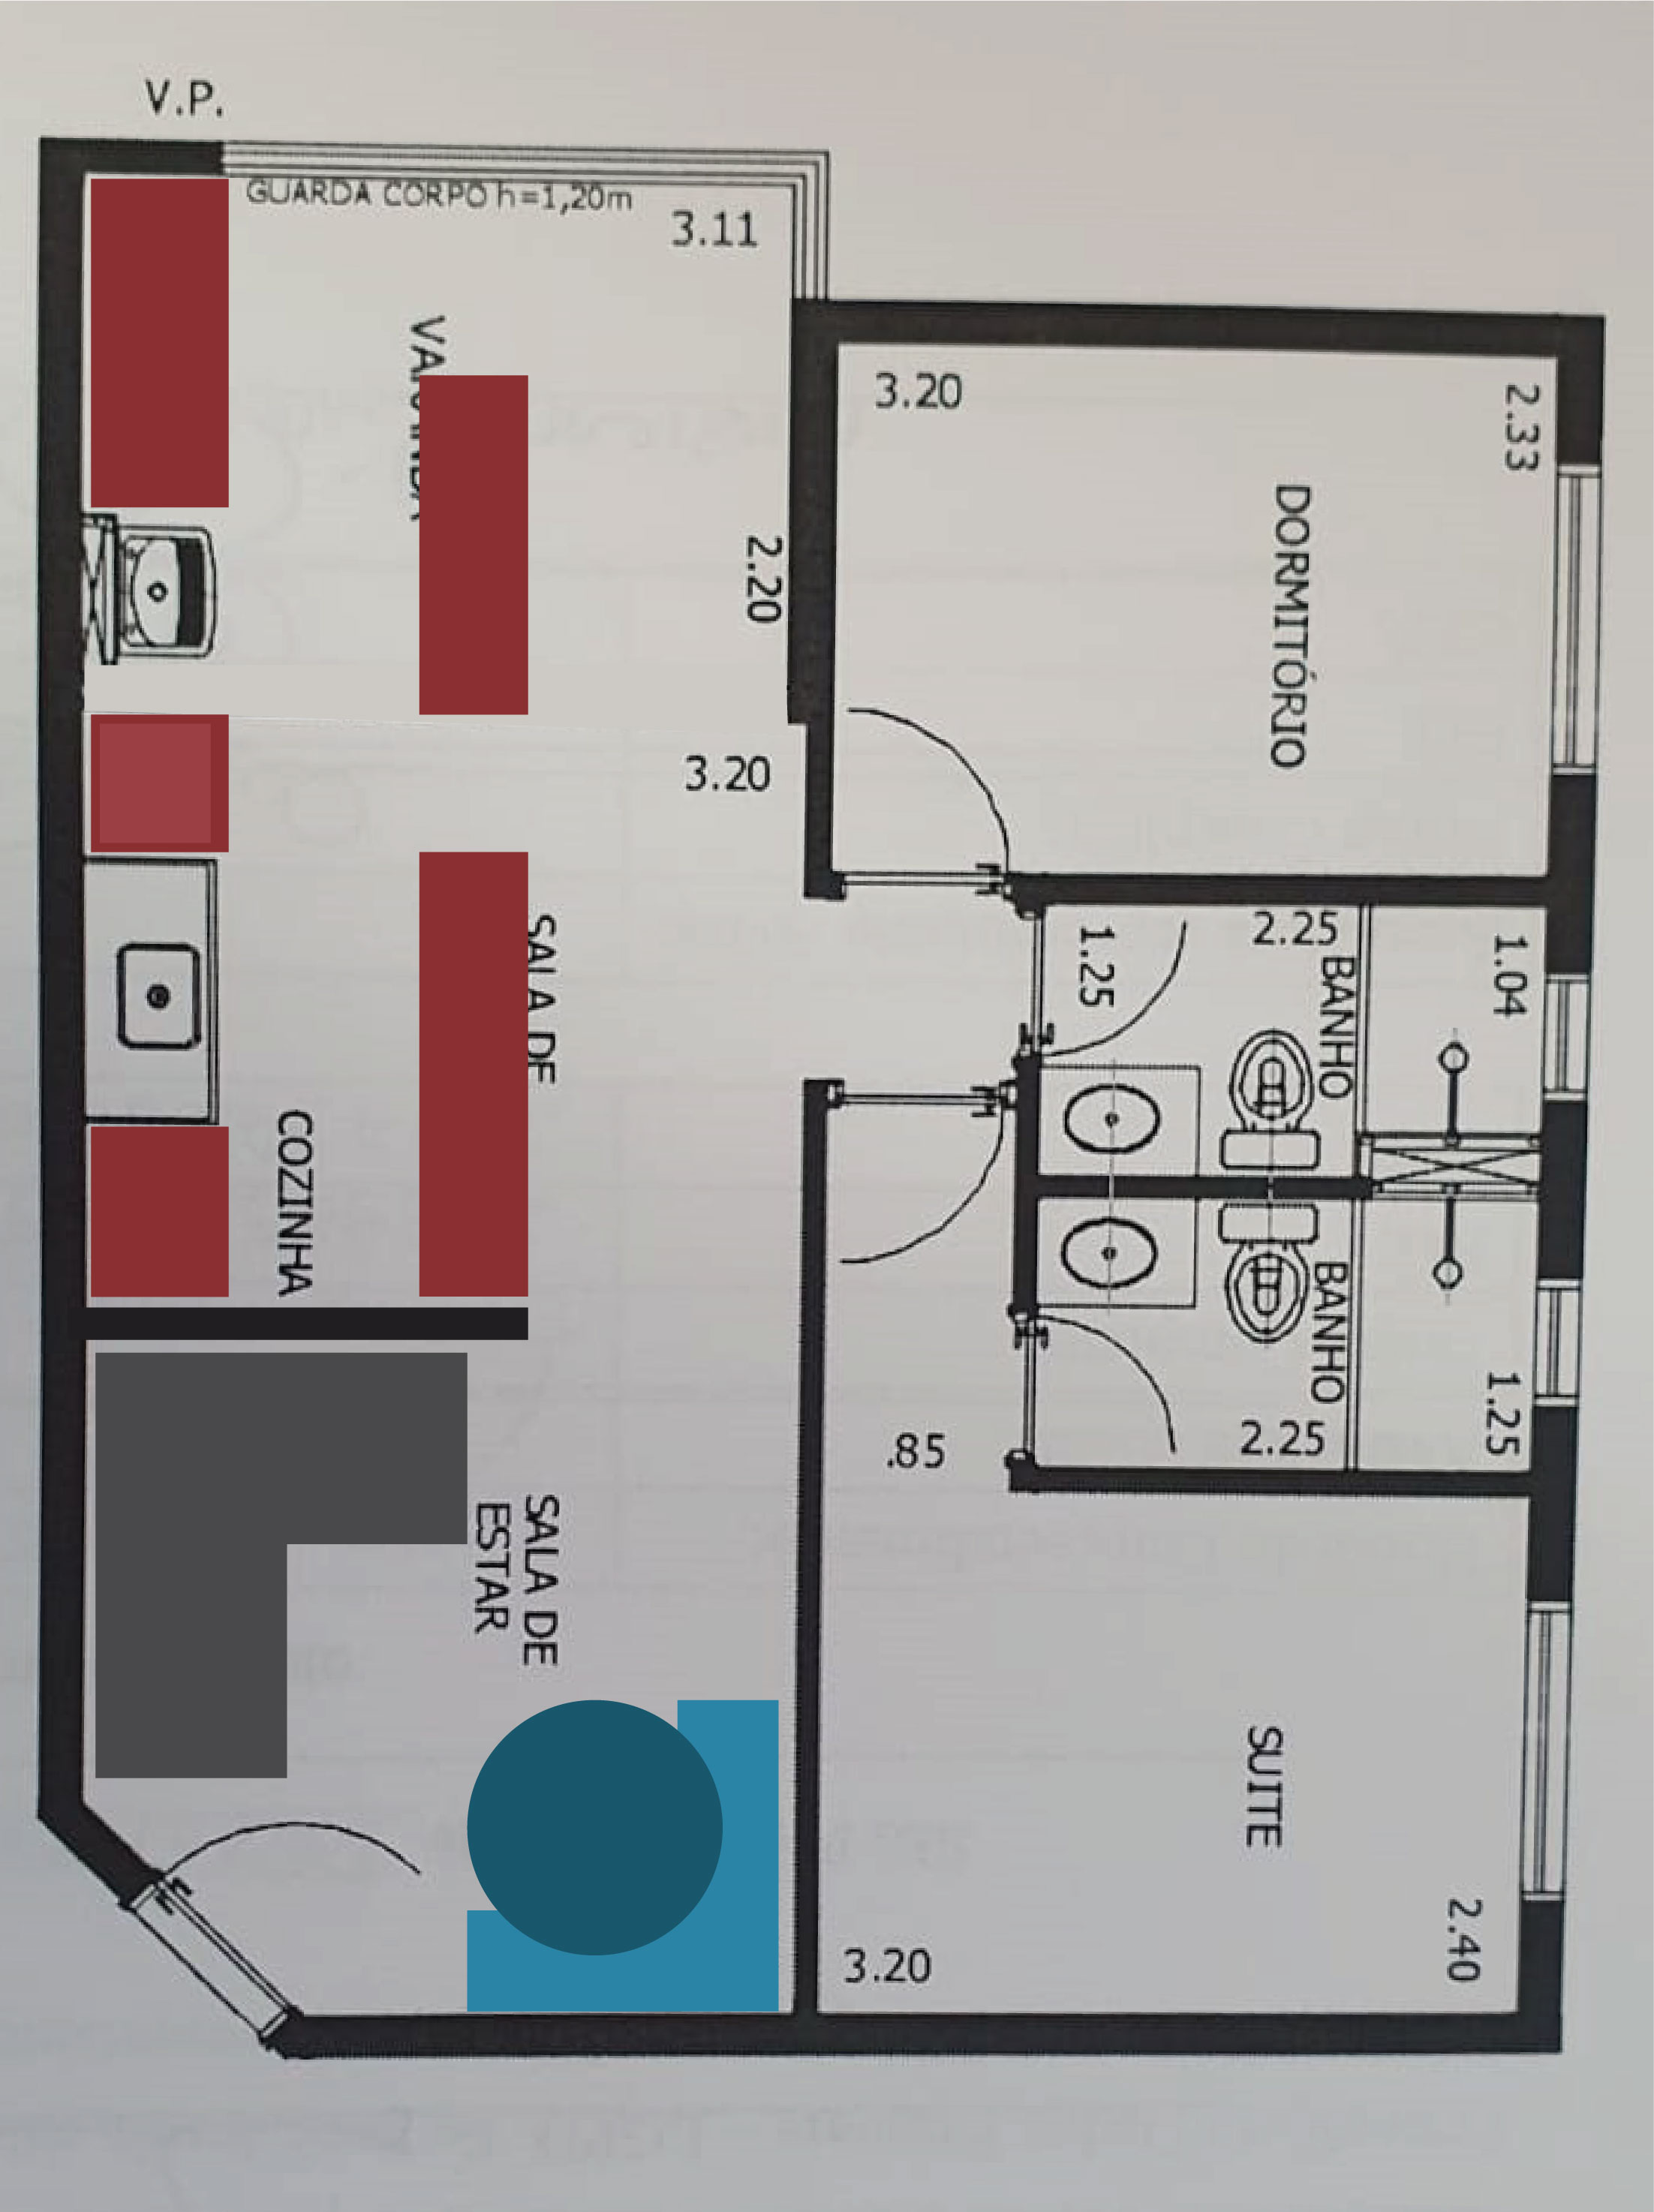 V.P.
GUARDA CORPO h=1,20m
3.11
3.20
2.33
DORMITÓRIO
2.20
3.20
2.25
1.25
BANHO
1.04
SALA DE
COZINHA
BANHO
1.25
2.25
.85
SALA DE
ESTAR
SUITE
2.40
3.20